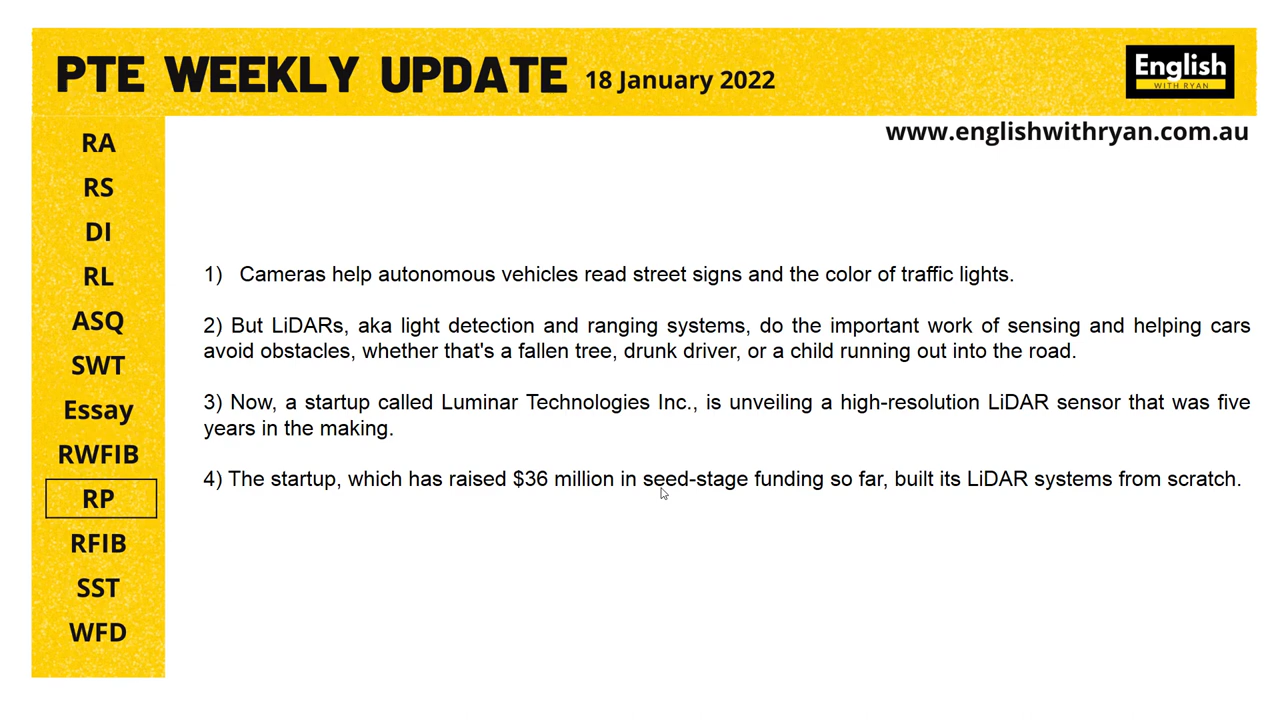 PTE WEEKLY UPDATE 18 January 2022
English
WITH RYAN
www.englishwithryan.com.au
RA
RS
DI
RL
ASQ
SWT
Essay
RWFIB
RP
RFIB
SST
WFD
1) Cameras help autonomous vehicles read street signs and the color of traffic lights.
2) But LiDARs, aka light detection and ranging systems, do the important work of sensing and helping cars
avoid obstacles, whether that's a fallen tree, drunk driver, or a child running out into the road.
3) Now, a startup called Luminar Technologies Inc., is unveiling a high-resolution LiDAR sensor that was five
years in the making.
4) The startup, which has raised $36 million in seed-stage funding so far, built its LiDAR systems from scratch.